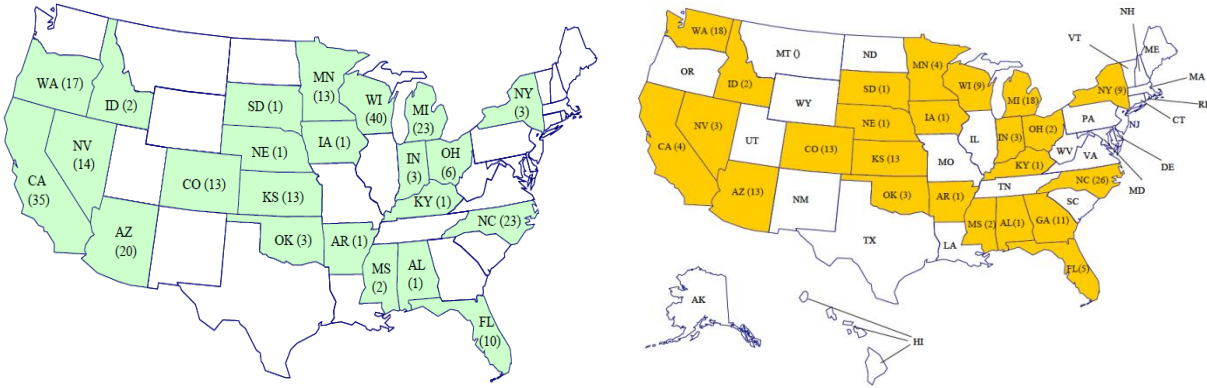 WA (17)
ID (2)
MN
(13)
SD (1)
WI
(40)
MI
(23)
NY
(3)
NV
(14)
NE (1)
IA (1)
IN
(3)
OH
(6)
CA
(35)
CO (13)
KS (13)
KY (1)
NC (23)
AZ
(20)
OK (3)
AR (1)
MS
(2)
AL
(1)
FL
(10)
NH
VT
ME
WA (18)
MT ()
ND
MN (4)
OR
MA
ID (2)
SD (1)
WI (9)
MI (18)
NY (9)
RI
WY
CT
NE (1)
IA (1)
PA
NJ
NV (3)
UT
IL
IN (3)
OH (2)
CA (4)
CO (13)
KS (13
MO
WV
VA
DE
KY (1)
MD
AZ (13)
NM
OK (3)
AR (1)
TN
NC (26)
SC
MS (2)
AL(1)
GA (11)
TX
LA
FL(5)
AK
HI